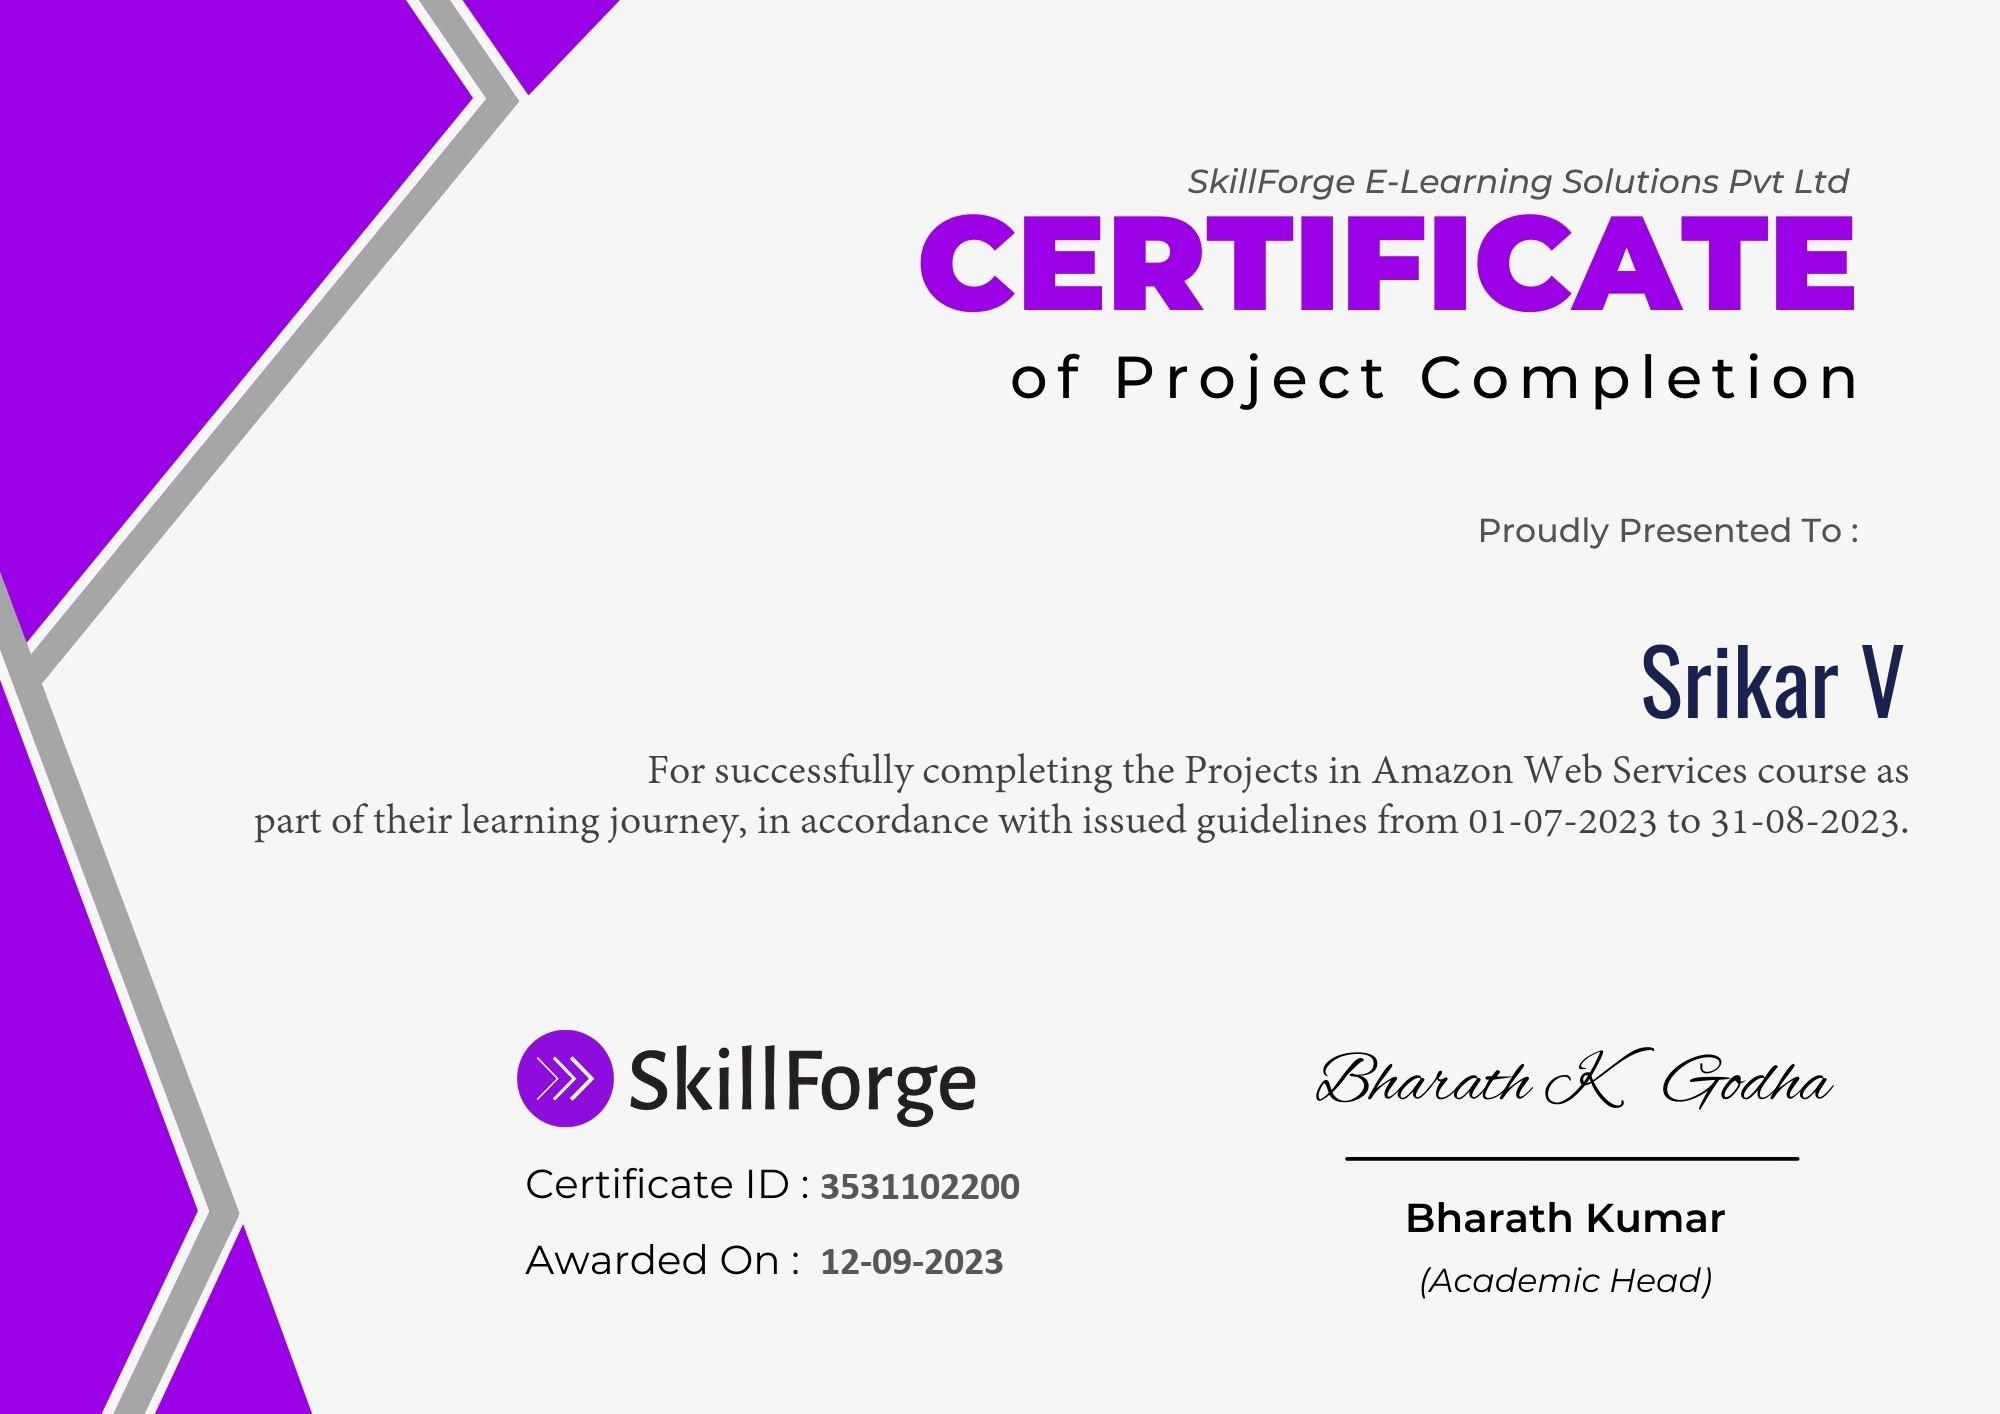 SkillForge E-Learning Solutions Pvt Ltd
CERTIFICATE
of Project Completion
Proudly Presented To :
Srikar V
For successfully completing the Projects in Amazon Web Services course as
part of their learning journey, in accordance with issued guidelines from 01-07-2023 to 31-08-2023.
SkillForge
Certificate ID : 3531102200
Awarded On : 12-09-2023
Bharath K Godha
Bharath Kumar
(Academic Head)